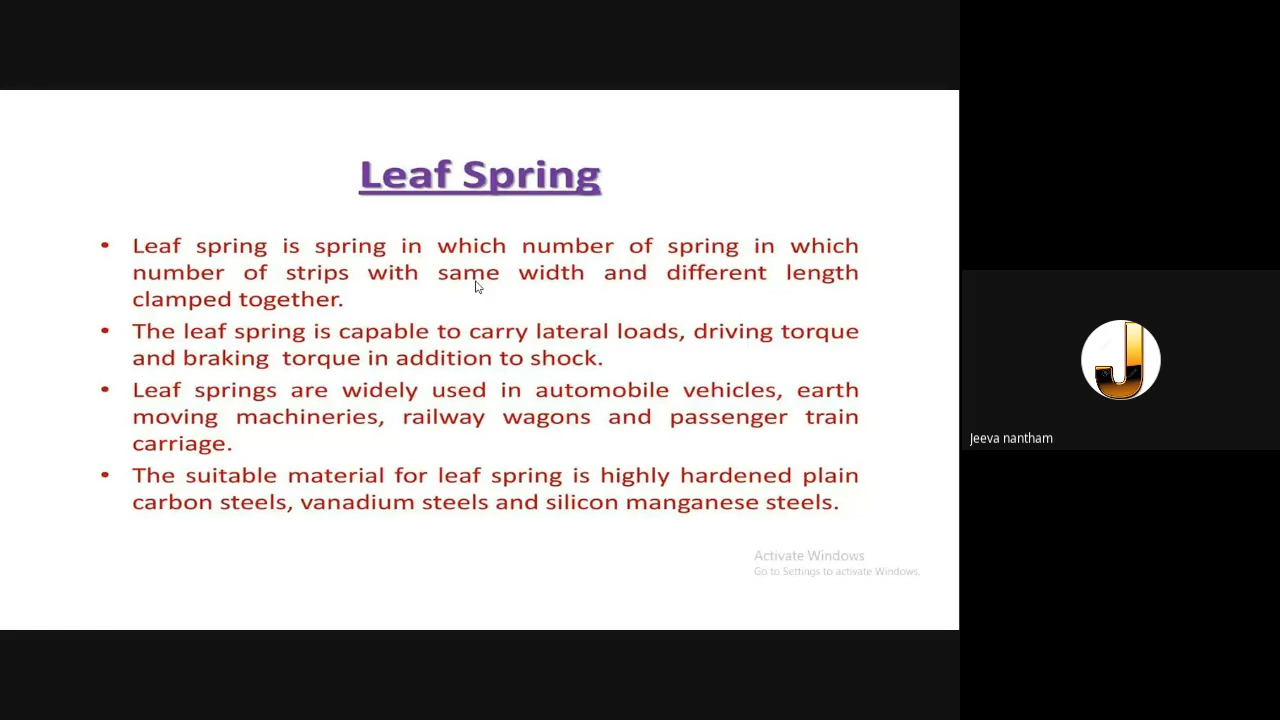 Leaf Spring
• Leaf spring is spring in which number of spring in which
number of strips with same width and different length
clamped together.
• The leaf spring is capable to carry lateral loads, driving torque
and braking torque in addition to shock.
• Leaf springs are widely used in automobile vehicles, earth
moving machineries, railway wagons and passenger train
carriage.
• The suitable material for leaf spring is highly hardened plain
carbon steels, vanadium steels and silicon manganese steels.
Activate Windows
Go to Settings to activate Windows.
J
Jeeva nantham